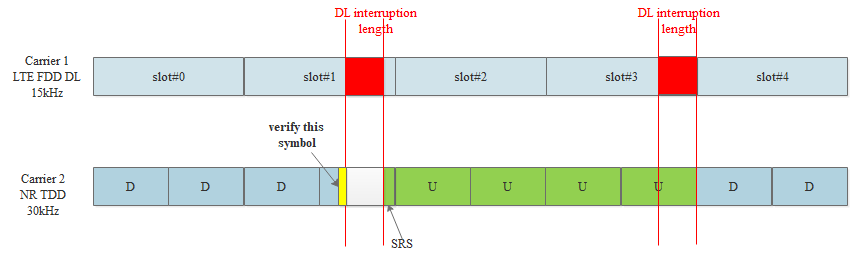 DL interruption
length
DL interruption
length
Carrier 1
LTE FDD DL
15kHz
slot#0
slot#1
slot#2
slot#3
slot#4
verify this
symbol
Carrier 2
NR TDD
30kHz
D
D
D
U
U
U
U
D
D
SRS